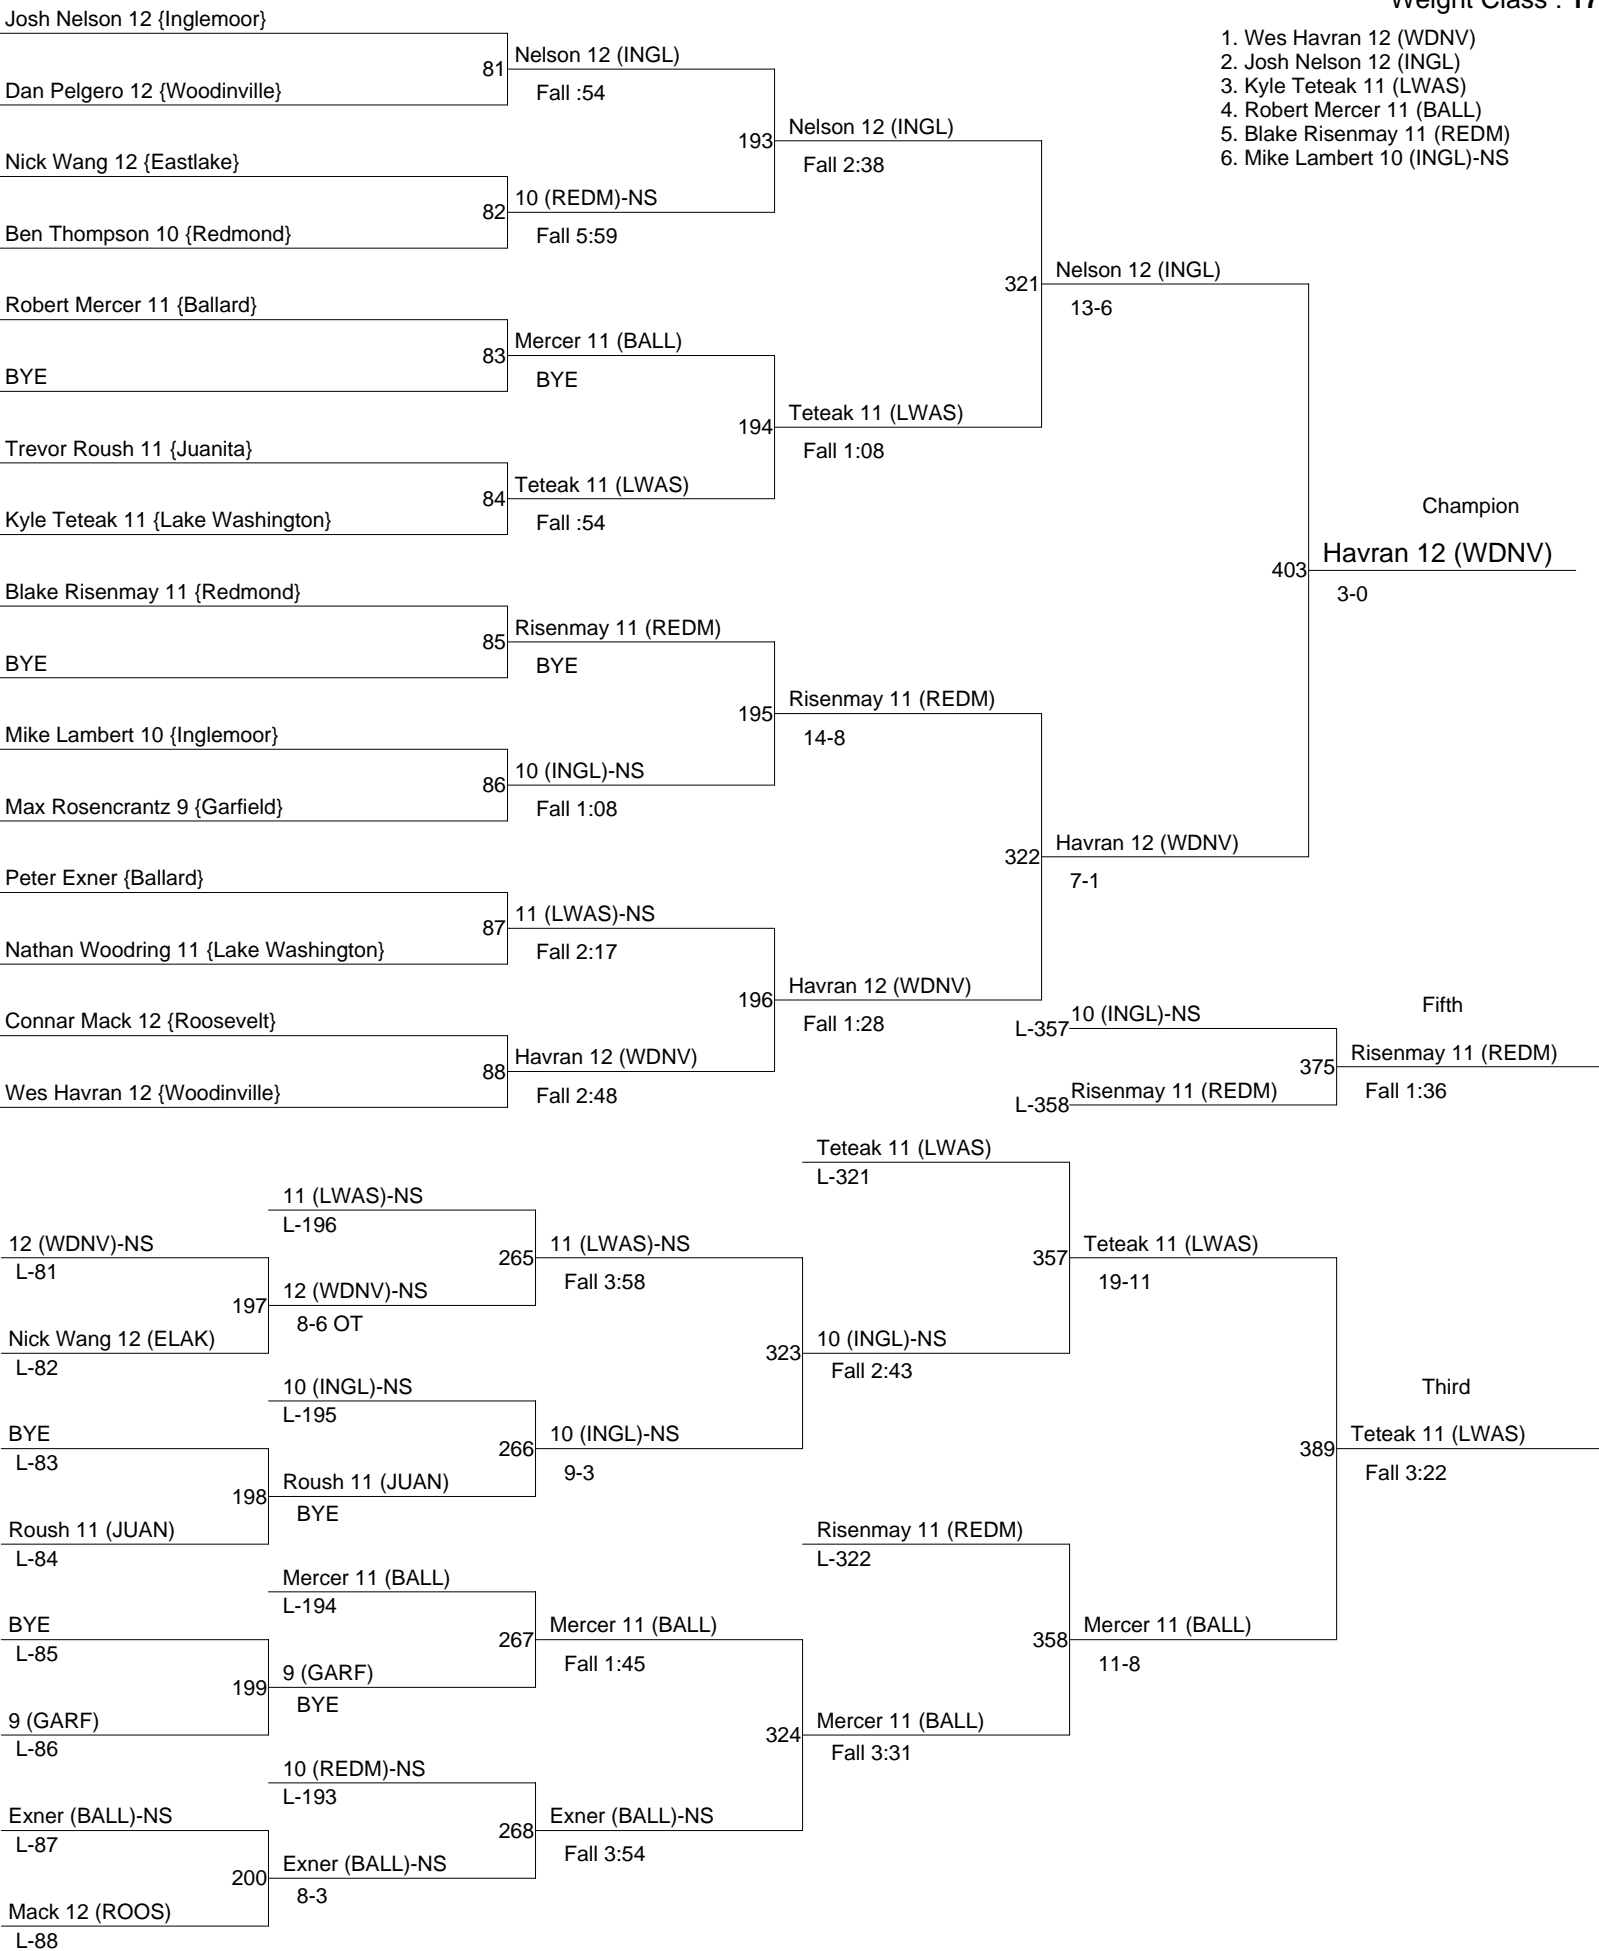 Weight Class : 17
1. Wes Havran 12 (WDNV)
2. Josh Nelson 12 (INGL)
3. Kyle Teteak 11 (LWAS)
4. Robert Mercer 11 (BALL)
5. Blake Risenmay 11 (REDM)
6. Mike Lambert 10 (INGL)-NS
Josh Nelson 12 {Inglemoor}
Dan Pelgero 12 {Woodinville}
Nick Wang 12 {Eastlake}
Ben Thompson 10 {Redmond}
Robert Mercer 11 {Ballard}
BYE
Trevor Roush 11 {Juanita}
Kyle Teteak 11 {Lake Washington}
Blake Risenmay 11 {Redmond}
BYE
Mike Lambert 10 {Inglemoor}
Max Rosencrantz 9 {Garfield}
Peter Exner {Ballard}
Nathan Woodring 11 {Lake Washington}
Connar Mack 12 {Roosevelt}
Wes Havran 12 {Woodinville}
81
Nelson 12 (INGL)
Fall :54
82
10 (REDM)-NS
Fall 5:59
83
Mercer 11 (BALL)
BYE
84
Teteak 11 (LWAS)
Fall :54
85
Risenmay 11 (REDM)
BYE
86
10 (INGL)-NS
Fall 1:08
87
11 (LWAS)-NS
Fall 2:17
88
Havran 12 (WDNV)
Fall 2:48
193
Nelson 12 (INGL)
Fall 2:38
194
Teteak 11 (LWAS)
Fall 1:08
195
Risenmay 11 (REDM)
14-8
196
Havran 12 (WDNV)
Fall 1:28
321
Nelson 12 (INGL)
13-6
322
Havran 12 (WDNV)
7-1
Champion
403
Havran 12 (WDNV)
3-0
Fifth
L-357
10 (INGL)-NS
L-358
Risenmay 11 (REDM)
375
Risenmay 11 (REDM)
Fall 1:36
12 (WDNV)-NS
L-81
Nick Wang 12 (ELAK)
L-82
BYE
L-83
Roush 11 (JUAN)
L-84
BYE
L-85
9 (GARF)
L-86
Exner (BALL)-NS
L-87
Mack 12 (ROOS)
L-88
11 (LWAS)-NS
L-196
197
12 (WDNV)-NS
8-6 OT
10 (INGL)-NS
L-195
198
Roush 11 (JUAN)
BYE
Mercer 11 (BALL)
L-194
199
9 (GARF)
BYE
10 (REDM)-NS
L-193
200
Exner (BALL)-NS
8-3
265
11 (LWAS)-NS
Fall 3:58
266
10 (INGL)-NS
9-3
267
Mercer 11 (BALL)
Fall 1:45
268
Exner (BALL)-NS
Fall 3:54
Teteak 11 (LWAS)
L-321
323
10 (INGL)-NS
Fall 2:43
Risenmay 11 (REDM)
L-322
324
Mercer 11 (BALL)
Fall 3:31
357
Teteak 11 (LWAS)
19-11
358
Mercer 11 (BALL)
11-8
Third
389
Teteak 11 (LWAS)
Fall 3:22